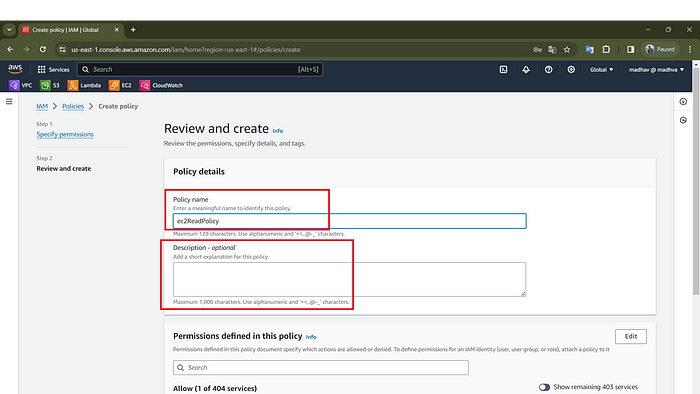 Create policy | IAM | Global
us-east-1.console.aws.amazon.com/iam/home?region=us-east-1#/policies/create
Paused
aws
Services
Search
[Alt+S]
Global
madhav @ madhva
VPC
S3
Lambda
EC2
CloudWatch
IAM > Policies > Create policy
Step 1
Specify permissions
Step 2
Review and create
Review and create Info
Review the permissions, specify details, and tags.
Policy details
Policy name
Enter a meaningful name to identify this policy.
ec2ReadPolicy
Maximum 128 characters. Use alphanumeric and '+=,.@-_' characters.
Description - optional
Add a short explanation for this policy.
Maximum 1,000 characters. Use alphanumeric and '+=,.@-_' characters.
Permissions defined in this policy Info
Edit
Permissions defined in this policy document specify which actions are allowed or denied. To define permissions for an IAM identity (user, user group, or role), attach a policy to it
Search
Allow (1 of 404 services)
Show remaining 403 services